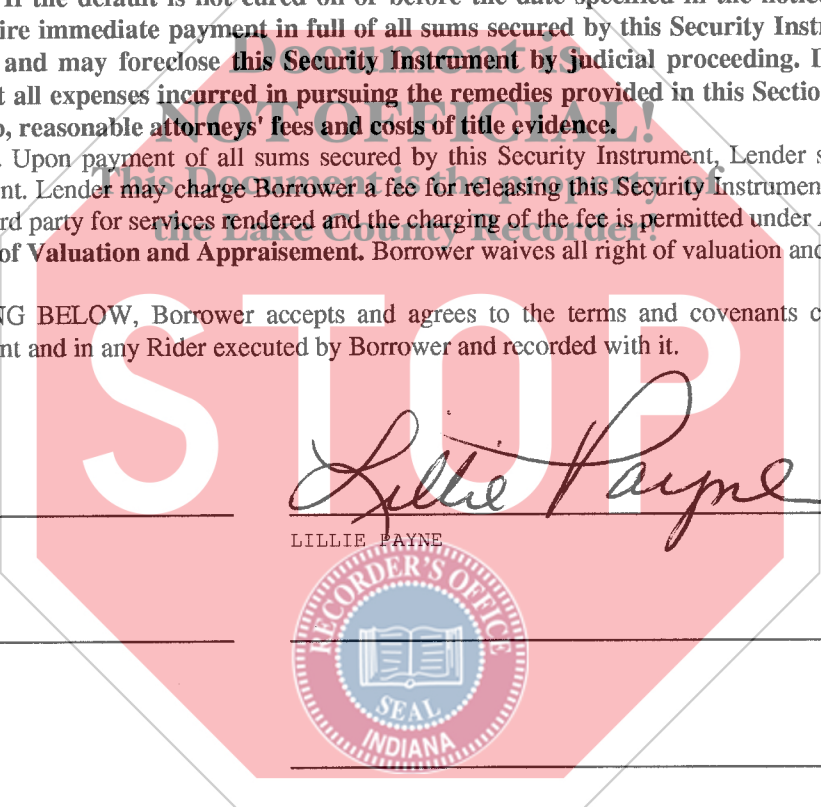 If the default is not cured on or before the date specified in the notice
ire immediate payment in full of all sums secured by this Security Instr
and may foreclose this Security Instrument by judicial proceeding.
t all expenses incurred in pursuing the remedies provided in this Sectio
o, reasonable attorneys' fees and costs of title evidence.
. Upon payment of all sums secured by this Security Instrument, Lender s
nt. Lender may charge Borrower a fee for releasing this Security Instrumen
rd party for services rendered and the charging of the fee is permitted under
of Valuation and Appraisement. Borrower waives all right of valuation and
NG BELOW, Borrower accepts and agrees to the terms and covenants c
nt and in any Rider executed by Borrower and recorded with it.
Document is
NOT OFFICIAL!
This Document is the property of
the Lake County Recorder!
STOP
Lillie Payne
LILLIE PAYNE
RECORDER'S OFFICE
SEAL
INDIANA